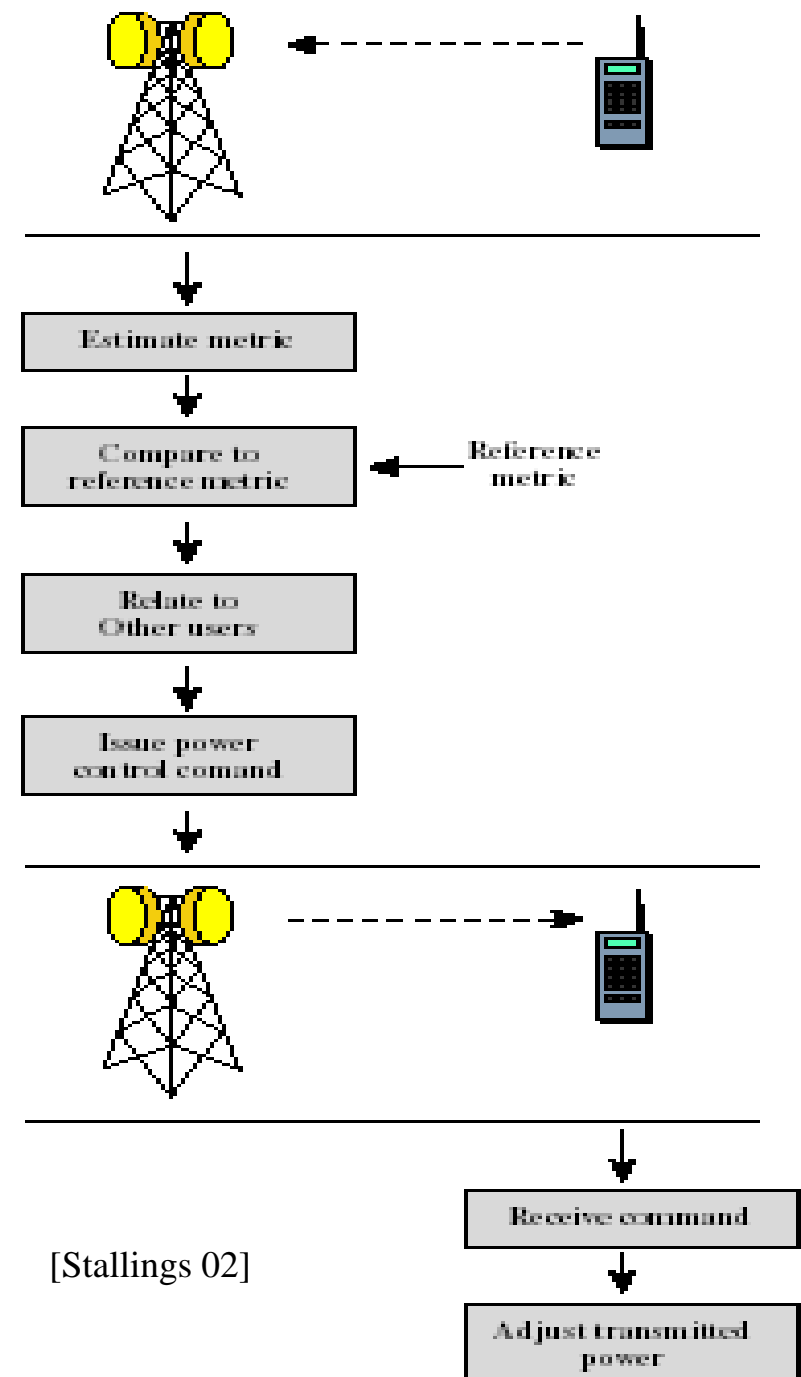 Estimate metric
Compare to
reference metric
Reference
metric
Relate to
Other users
Issue power
control comand
[Stallings 02]
Receive command
Adjust transmitted
power